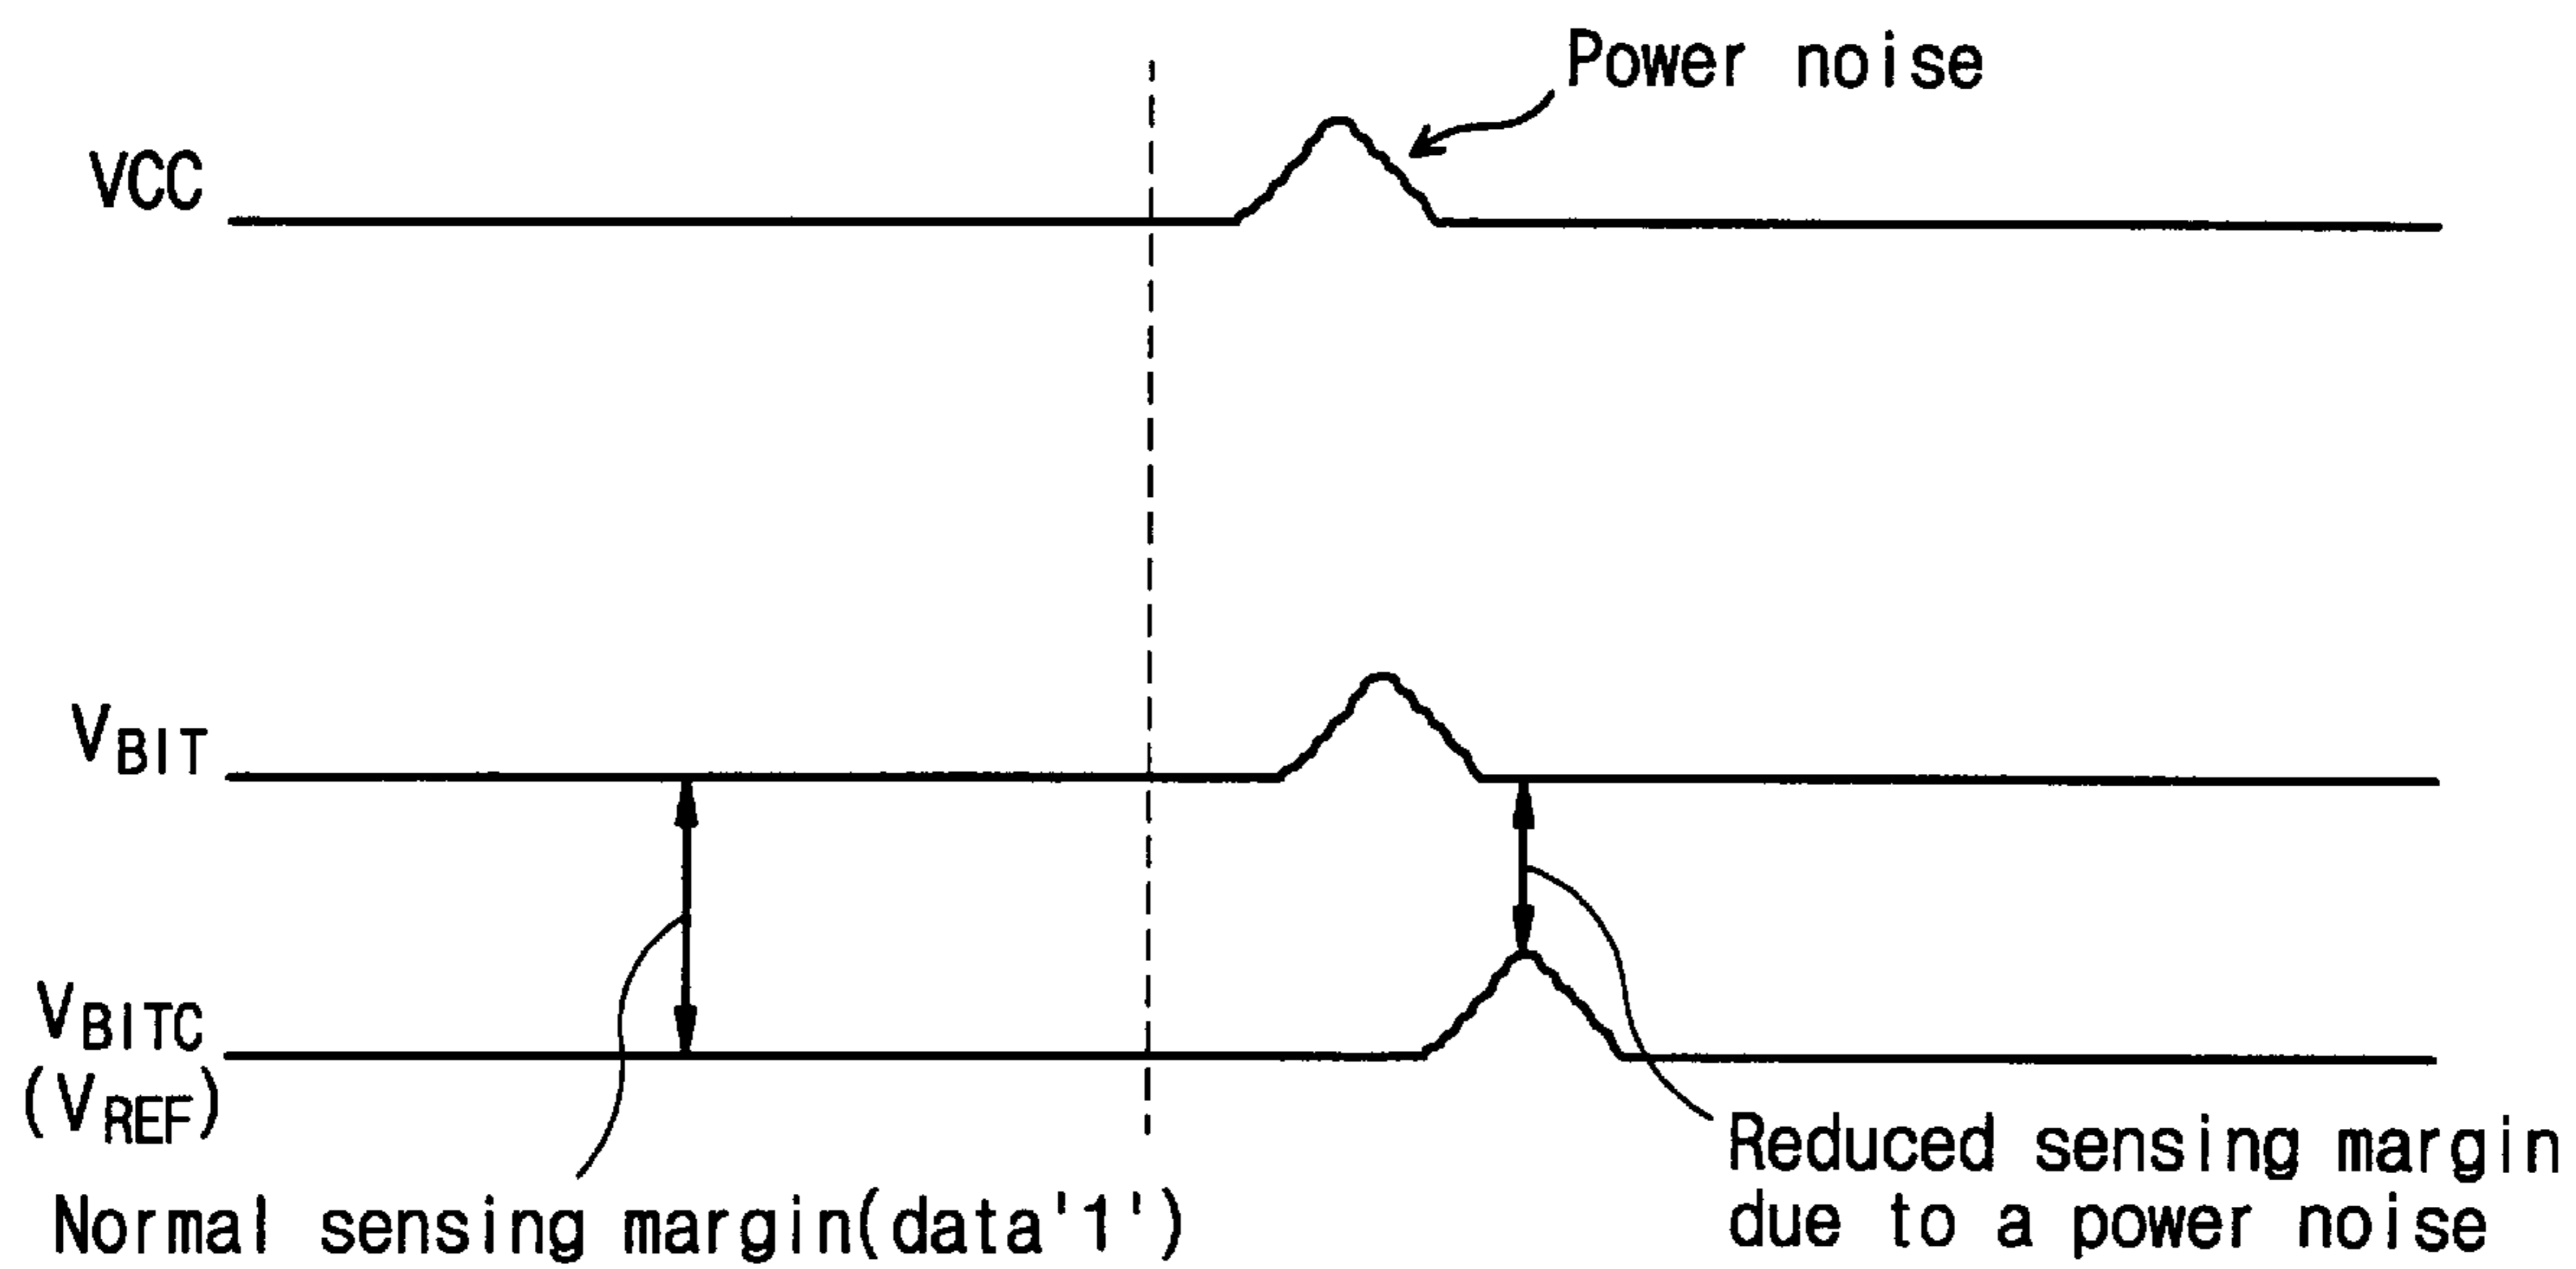 Power noise
VCC
VBIT
VBITC
(VREF)
Normal sensing margin(data'1')
Reduced sensing margin
due to a power noise